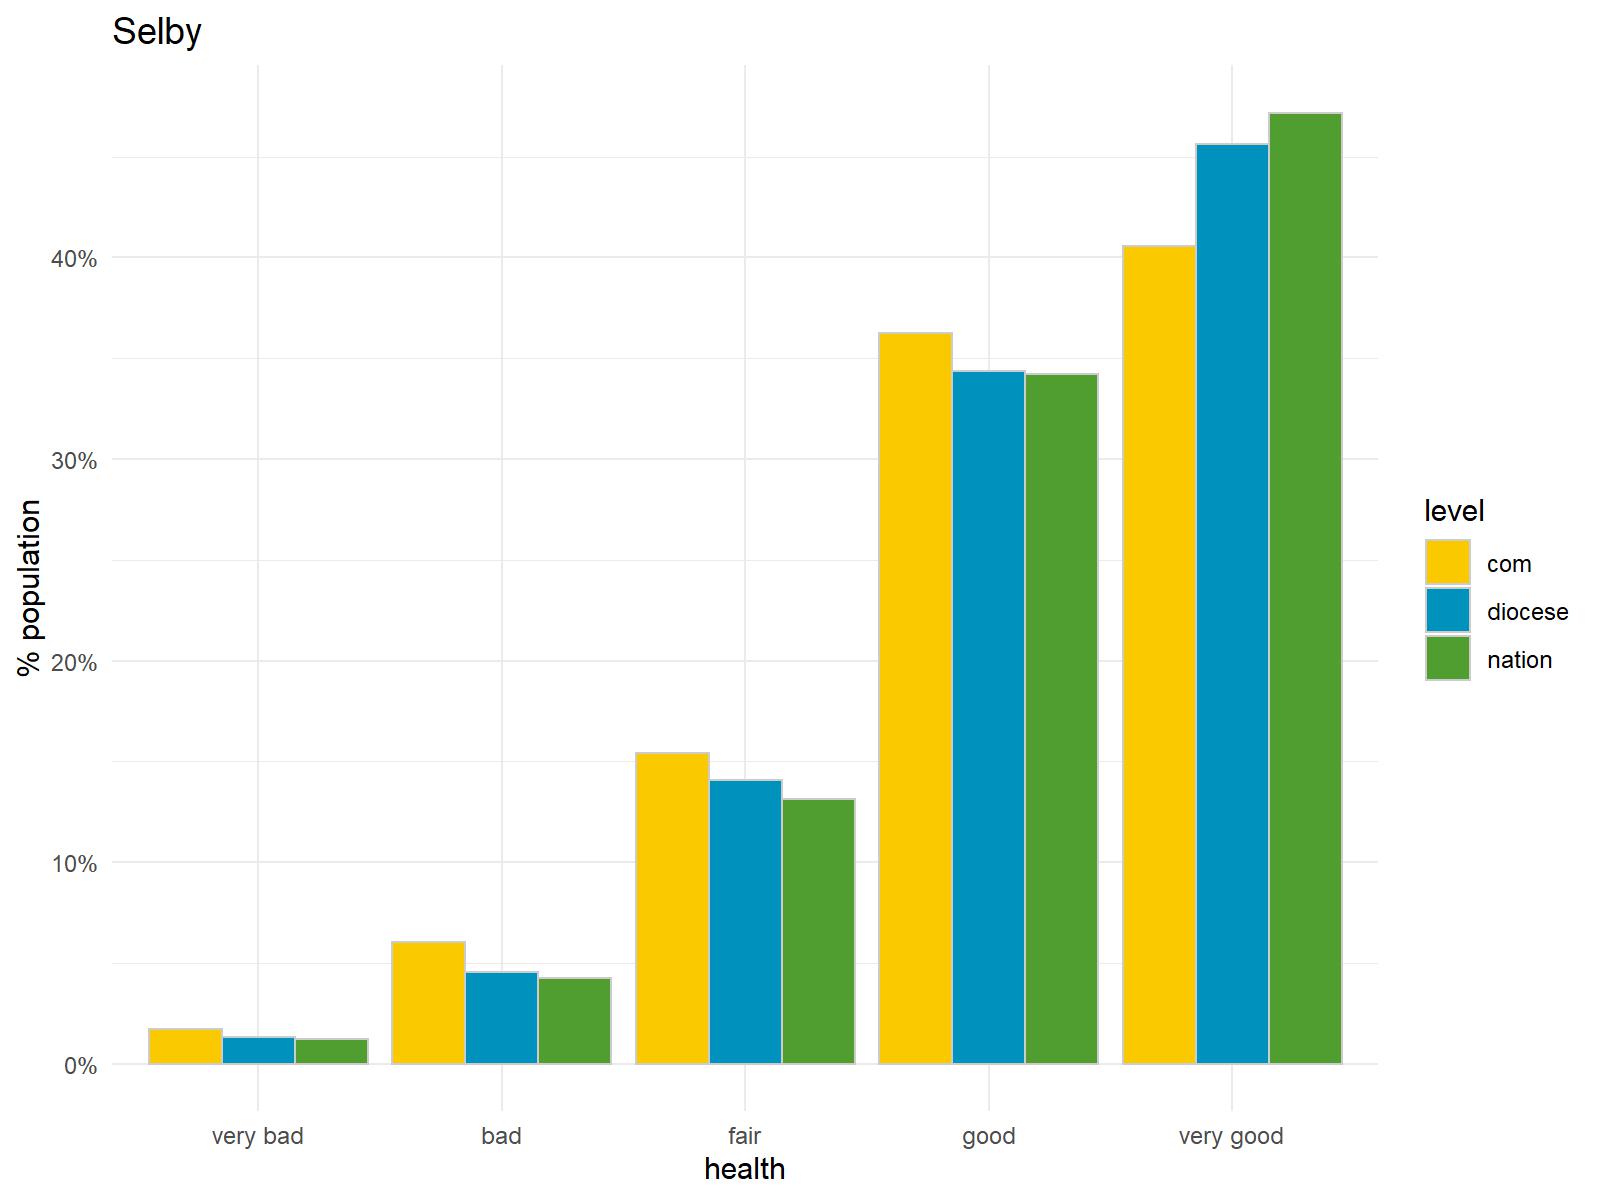 Selby
% population
40%
30%
20%
10%
0%
very bad
bad
fair
good
very good
health
level
com
diocese
nation